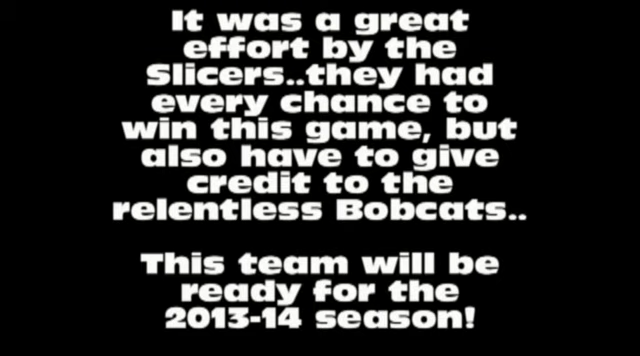 It was a great
effort by the
Slicers..they had
every chance to
win this game, but
also have to give
credit to the
relentless Bobcats..
This team will be
ready for the
2013-14 season!